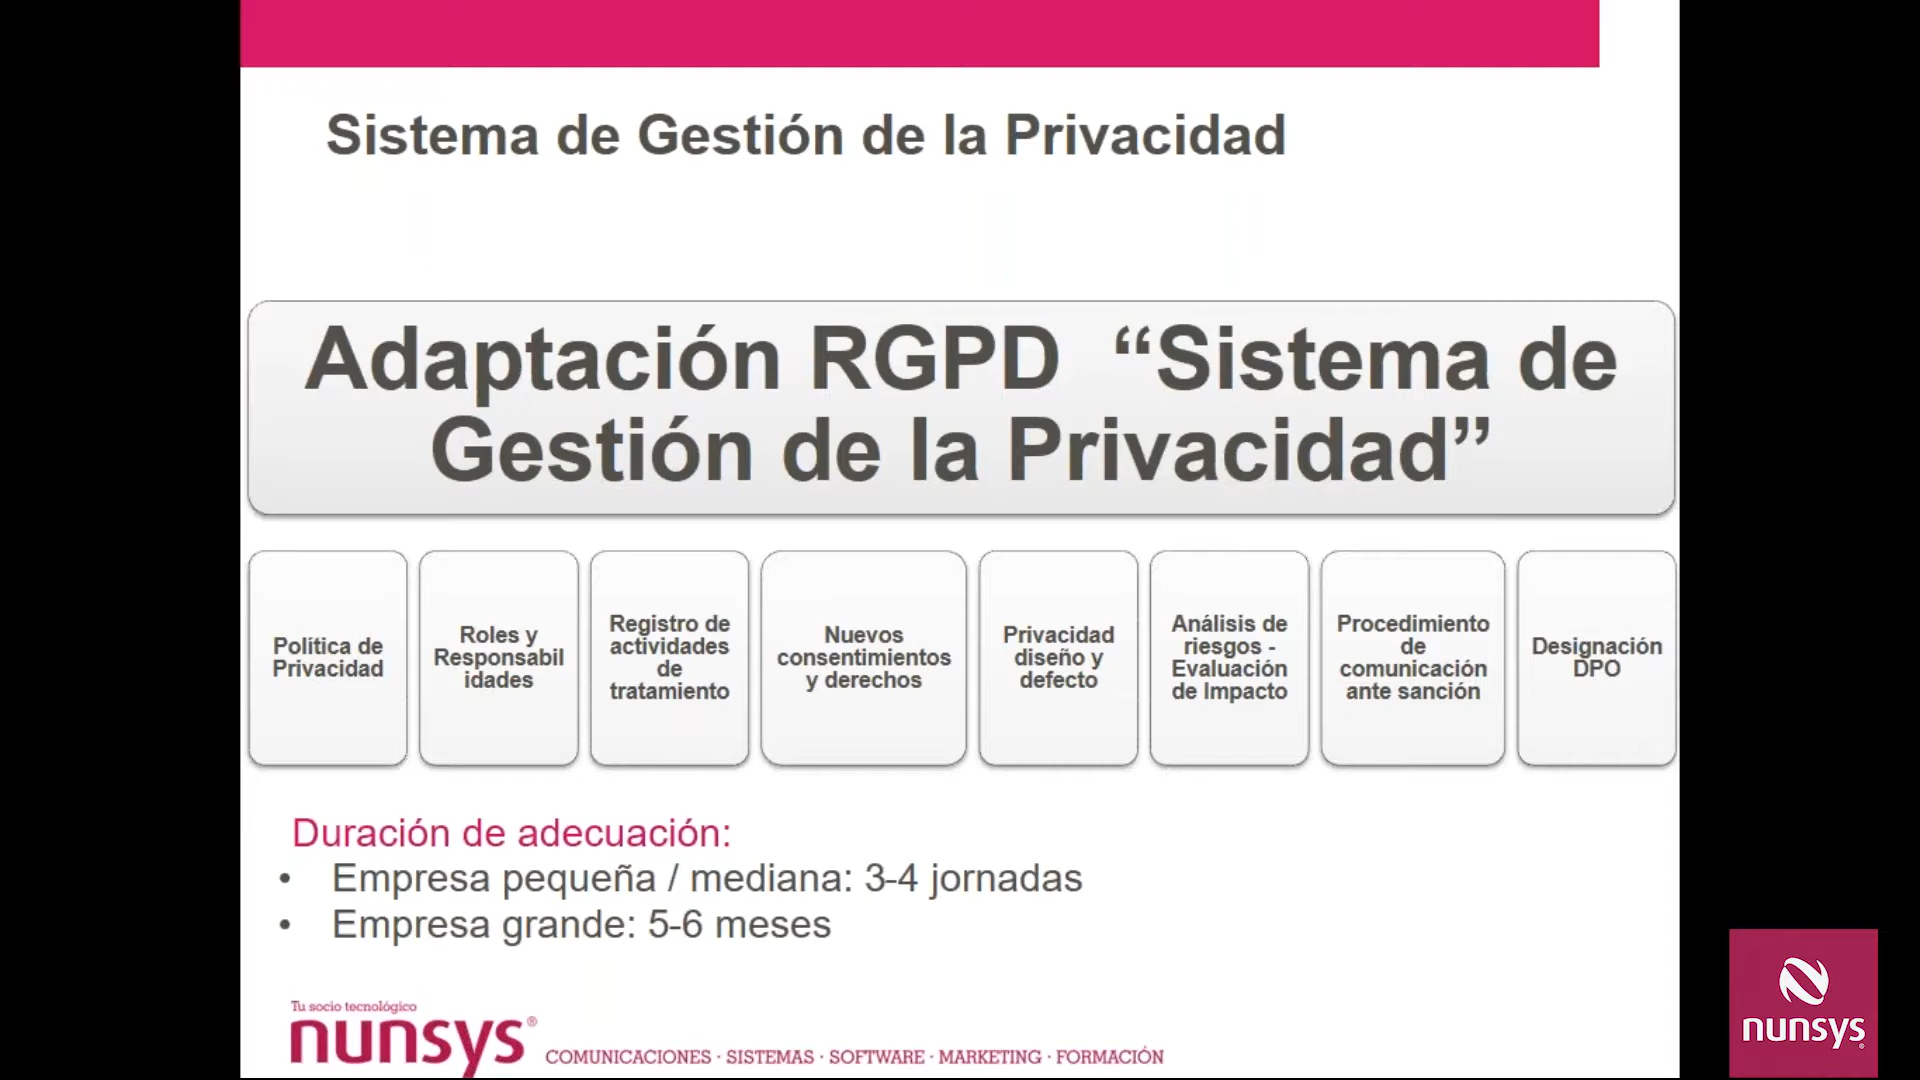 Sistema de Gestión de la Privacidad
Adaptación RGPD “Sistema de
Gestión de la Privacidad”
Política de
Privacidad
Roles y
Responsabil
idades
Registro de
actividades
de
tratamiento
Nuevos
consentimientos
y derechos
Privacidad
diseño y
defecto
Análisis de
riesgos -
Evaluación
de Impacto
Procedimiento
de
comunicación
ante sanción
Designación
DPO
Duración de adecuación:
• Empresa pequeña / mediana: 3-4 jornadas
• Empresa grande: 5-6 meses
Tu socio tecnológico
nunsys®
COMUNICACIONES · SISTEMAS · SOFTWARE · MARKETING · FORMACIÓN
nunsys®